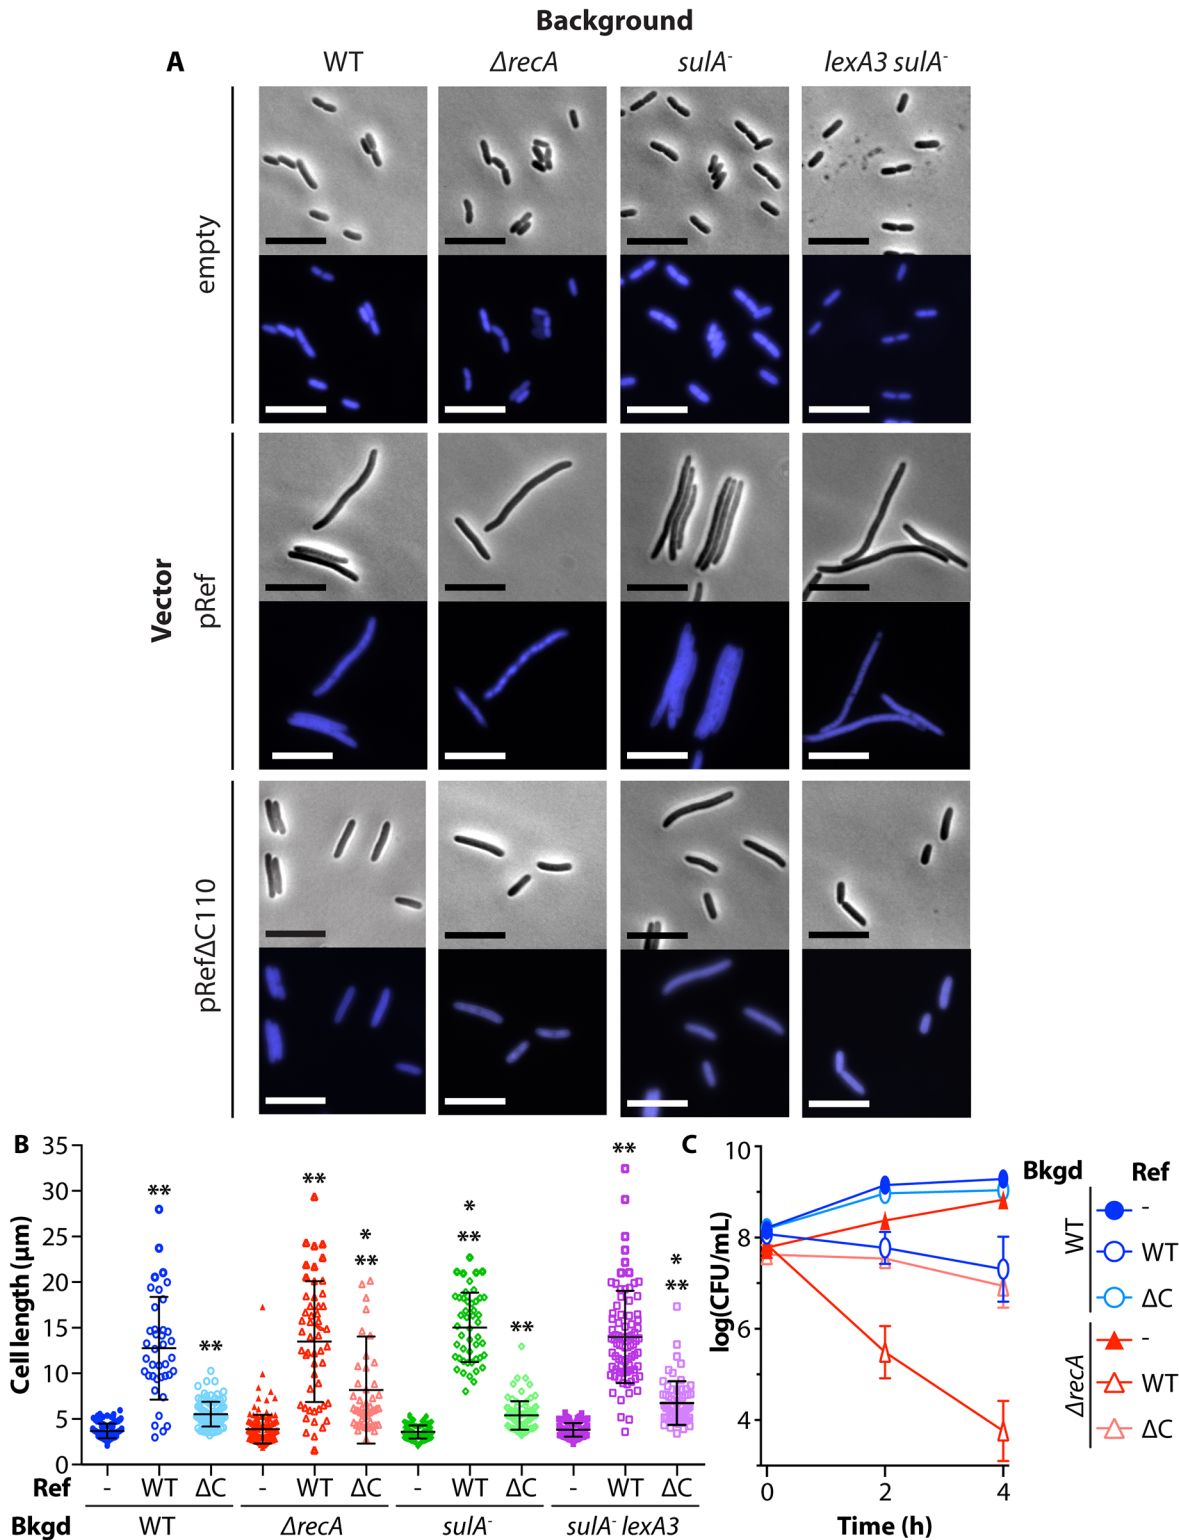 Background
A WT ΔrecA sulA- lexA3 sulA-
empty
Vector
pRef
pRefΔC110
B
35
30
25
20
15
10
5
0
Cell length (μm)
** ** ** * ** * ** ** ** * **
Ref - WT ΔC - WT ΔC - WT ΔC - WT ΔC
Bkgd WT ΔrecA sulA- sulA- lexA3
C
10
8
6
4
log(CFU/mL)
0 2 4
Time (h)
Bkgd Ref
WT
-
WT
ΔC
ΔrecA
-
WT
ΔC